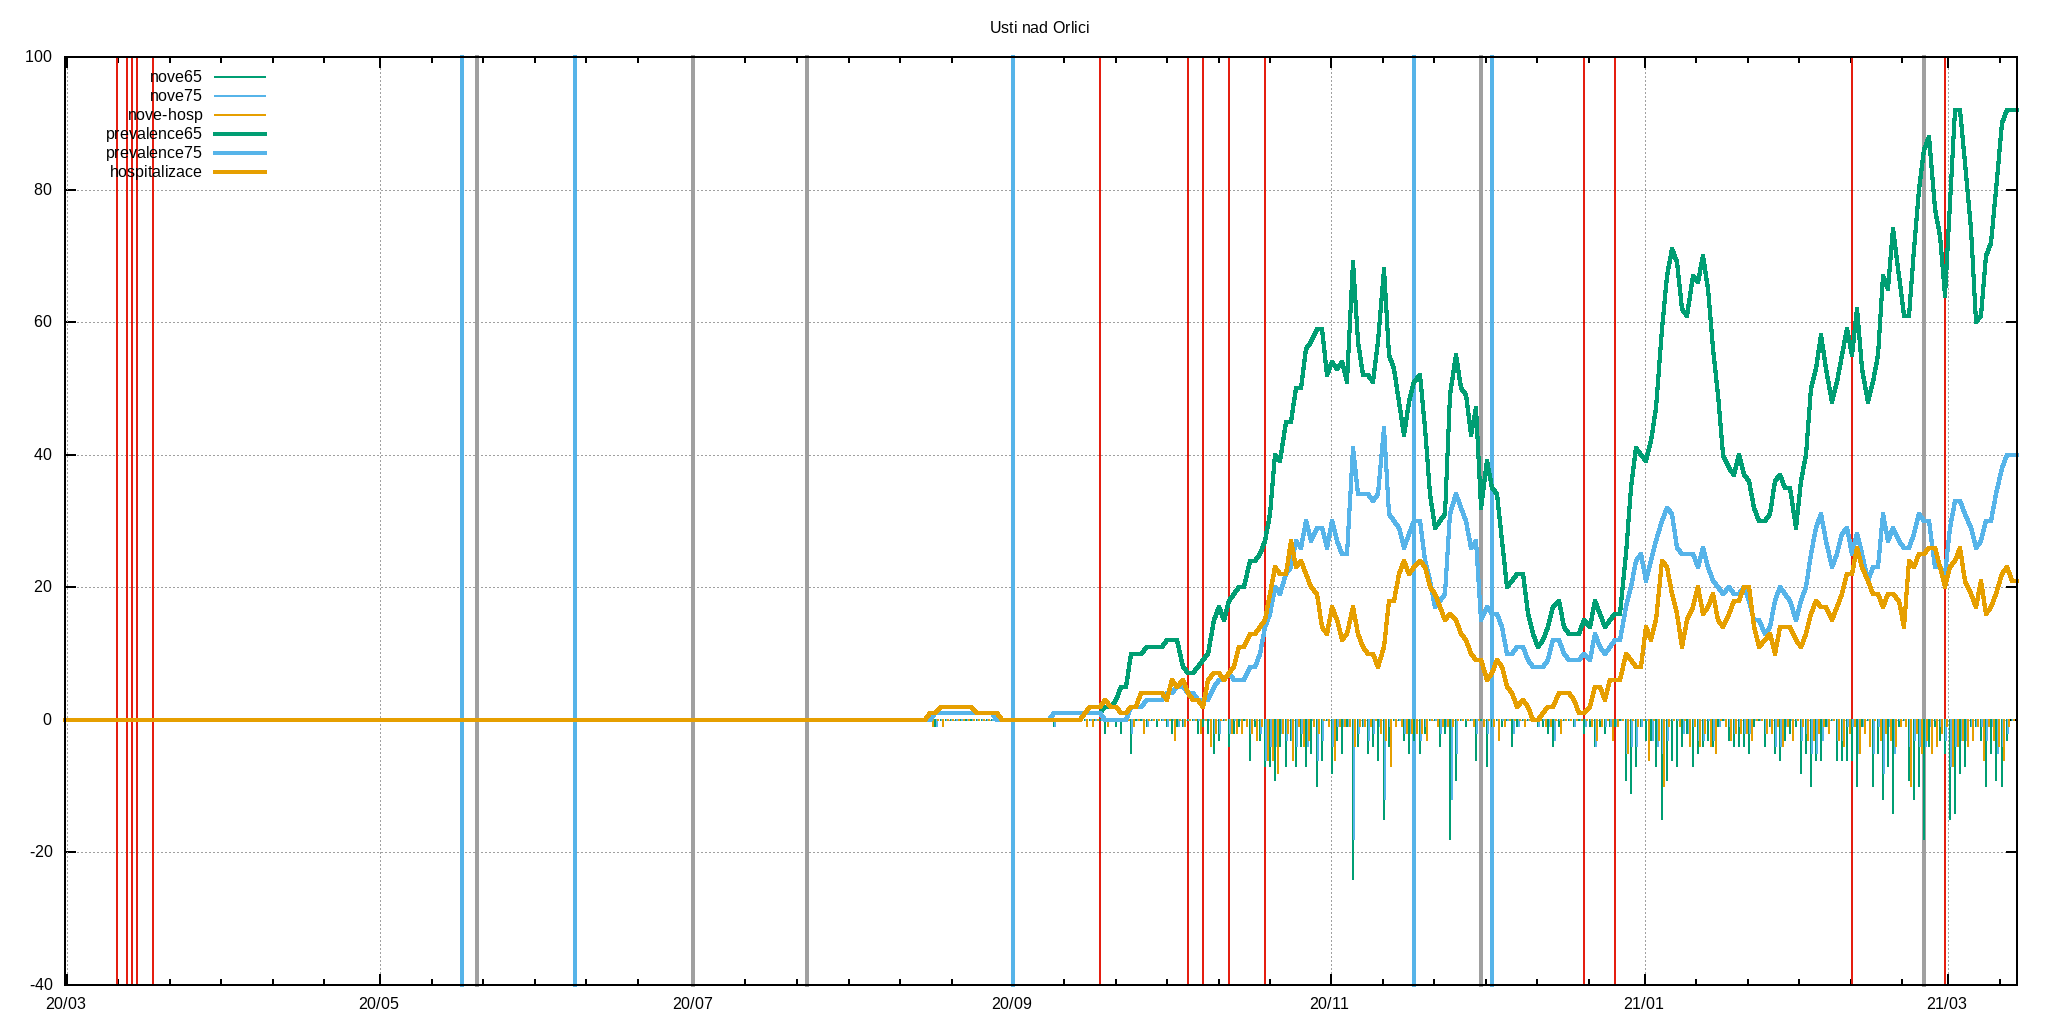 Usti nad Orlici
100
80
60
40
20
0
-20
-40
nove65
nove75
nove-hosp
prevalence65
prevalence75
hospitalizace
20/03 20/05 20/07 20/09 20/11 21/01 21/03